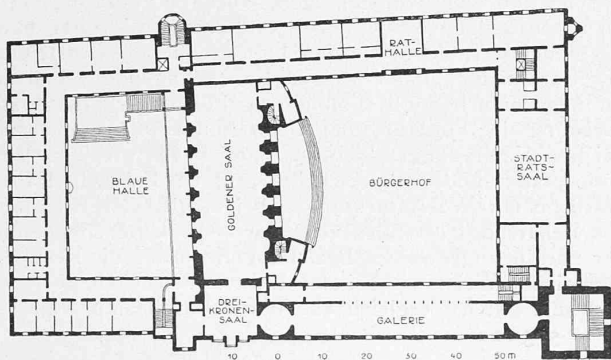 RAT-
HALLE
BLAUE
HALLE
GOLDENER SAAL
BÜRGERHOF
STADT-
RATS-
SAAL
DREI-
KRONEN-
SAAL
GALERIE
10 0 10 20 30 40 50 m